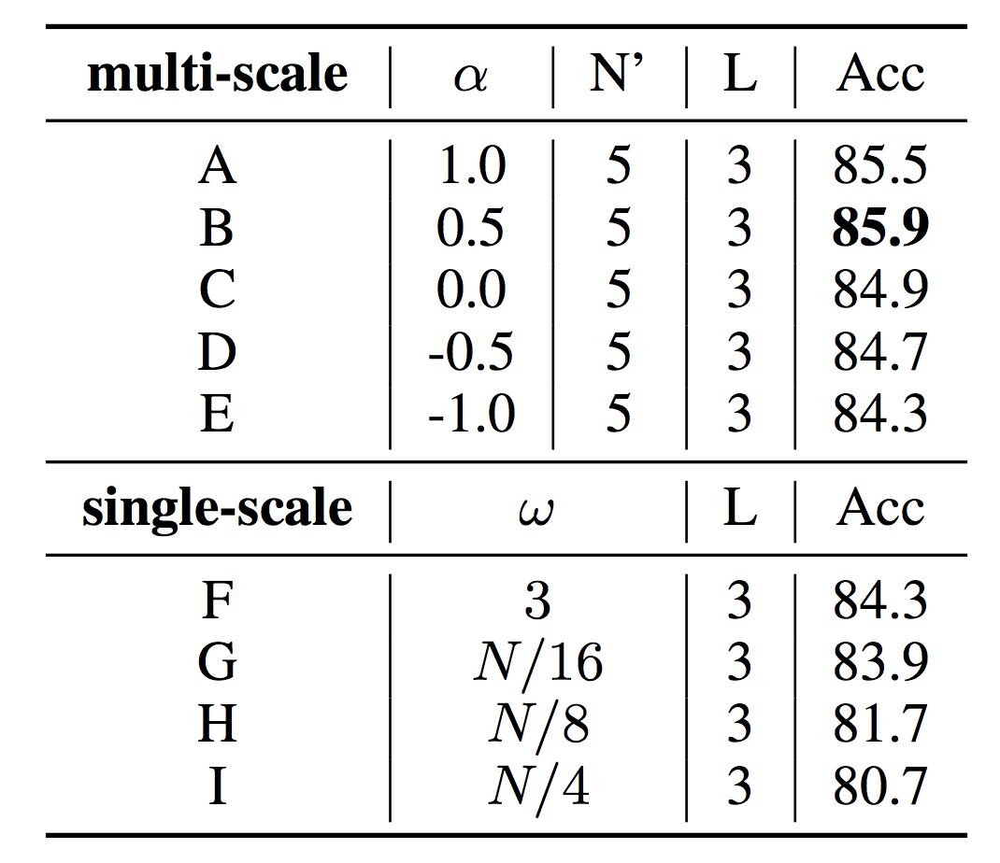 multi-scale α N’ L Acc
A 1.0 5 3 85.5
B 0.5 5 3 85.9
C 0.0 5 3 84.9
D -0.5 5 3 84.7
E -1.0 5 3 84.3
single-scale ω L Acc
F 3 3 84.3
G N/16 3 83.9
H N/8 3 81.7
I N/4 3 80.7